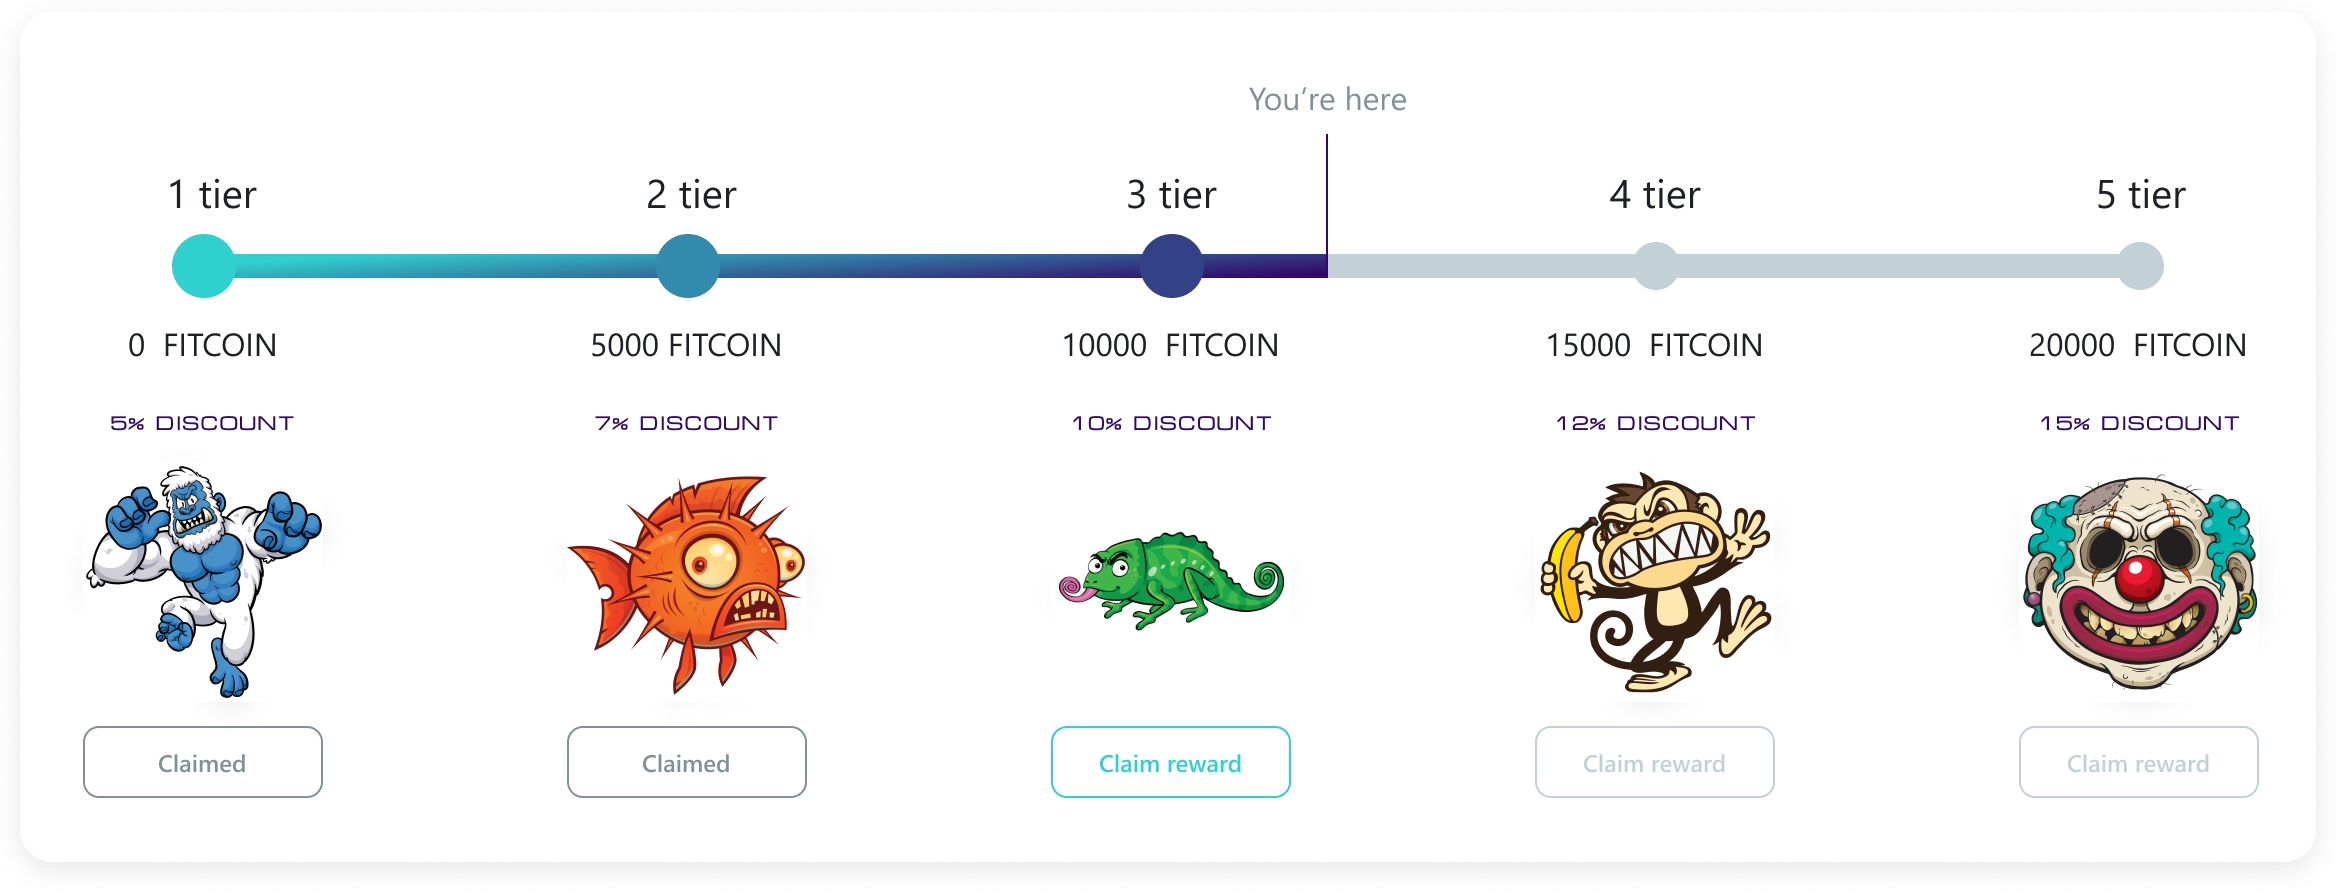 You’re here
1 tier
2 tier
3 tier
4 tier
5 tier
0 FITCOIN
5000 FITCOIN
10000 FITCOIN
15000 FITCOIN
20000 FITCOIN
5% DISCOUNT
7% DISCOUNT
10% DISCOUNT
12% DISCOUNT
15% DISCOUNT
Claimed
Claimed
Claim reward
Claim reward
Claim reward